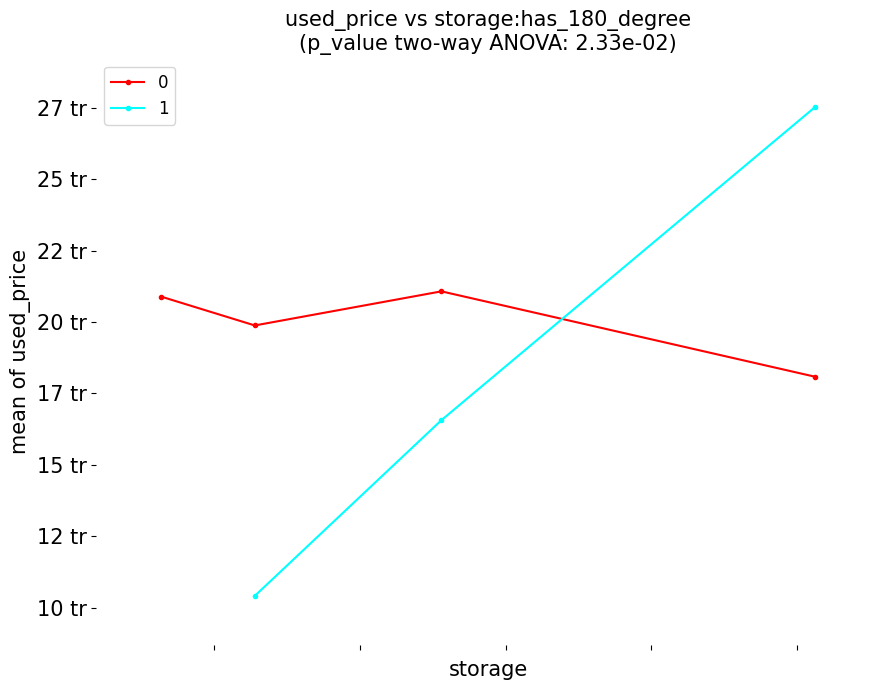 used_price vs storage:has_180_degree
(p_value two-way ANOVA: 2.33e-02)
0
1
27 tr
25 tr
22 tr
20 tr
17 tr
15 tr
12 tr
10 tr
mean of used_price
storage